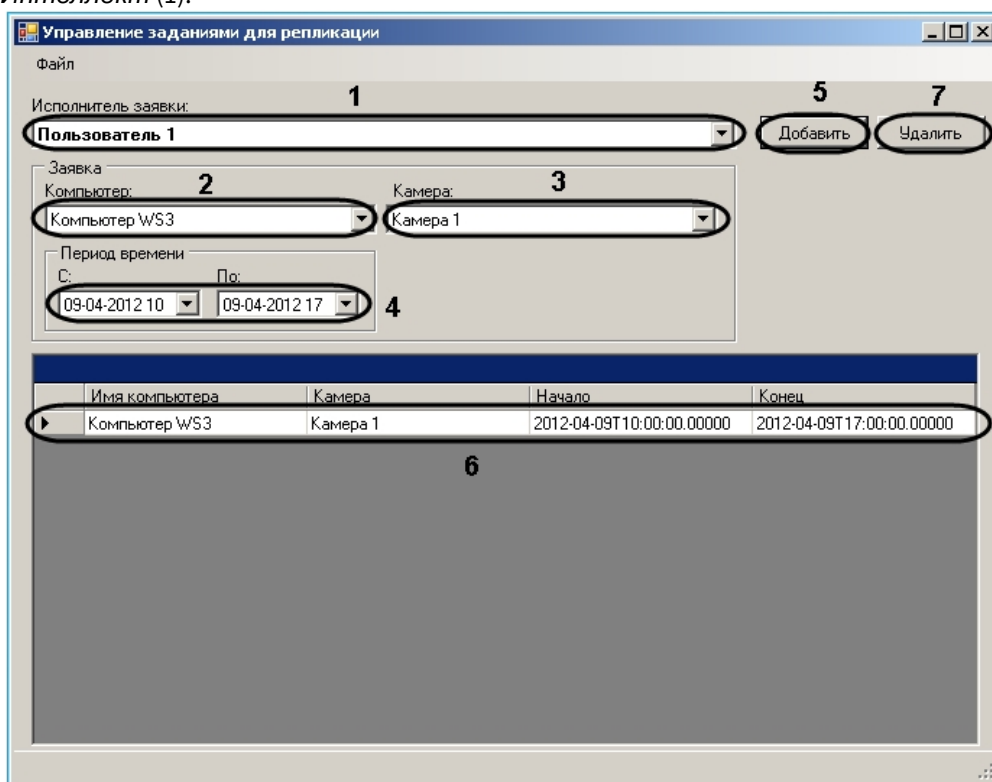 Интеллект (1).
Управление заданиями для репликации
Файл
Исполнитель заявки:
1
5
7
Пользователь 1
Добавить
Удалить
Заявка
Компьютер:
2
Камера:
3
Компьютер WS3
Камера 1
Период времени
С:
По:
09-04-2012 10
09-04-2012 17
4
Имя компьютера
Камера
Начало
Конец
Компьютер WS3
Камера 1
2012-04-09T10:00:00.00000
2012-04-09T17:00:00.00000
6